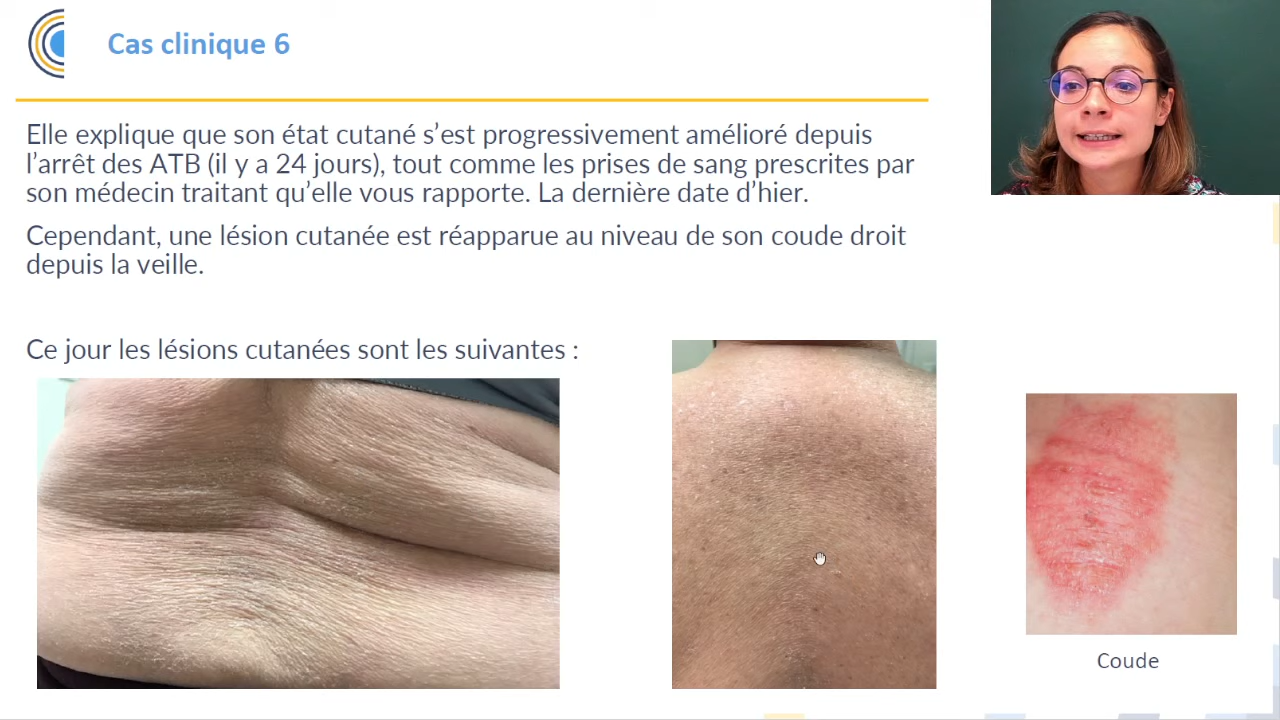 Cas clinique 6
Elle explique que son état cutané s’est progressivement amélioré depuis
l’arrêt des ATB (il y a 24 jours), tout comme les prises de sang prescrites par
son médecin traitant qu’elle vous rapporte. La dernière date d’hier.
Cependant, une lésion cutanée est réapparue au niveau de son coude droit
depuis la veille.
Ce jour les lésions cutanées sont les suivantes :
Coude